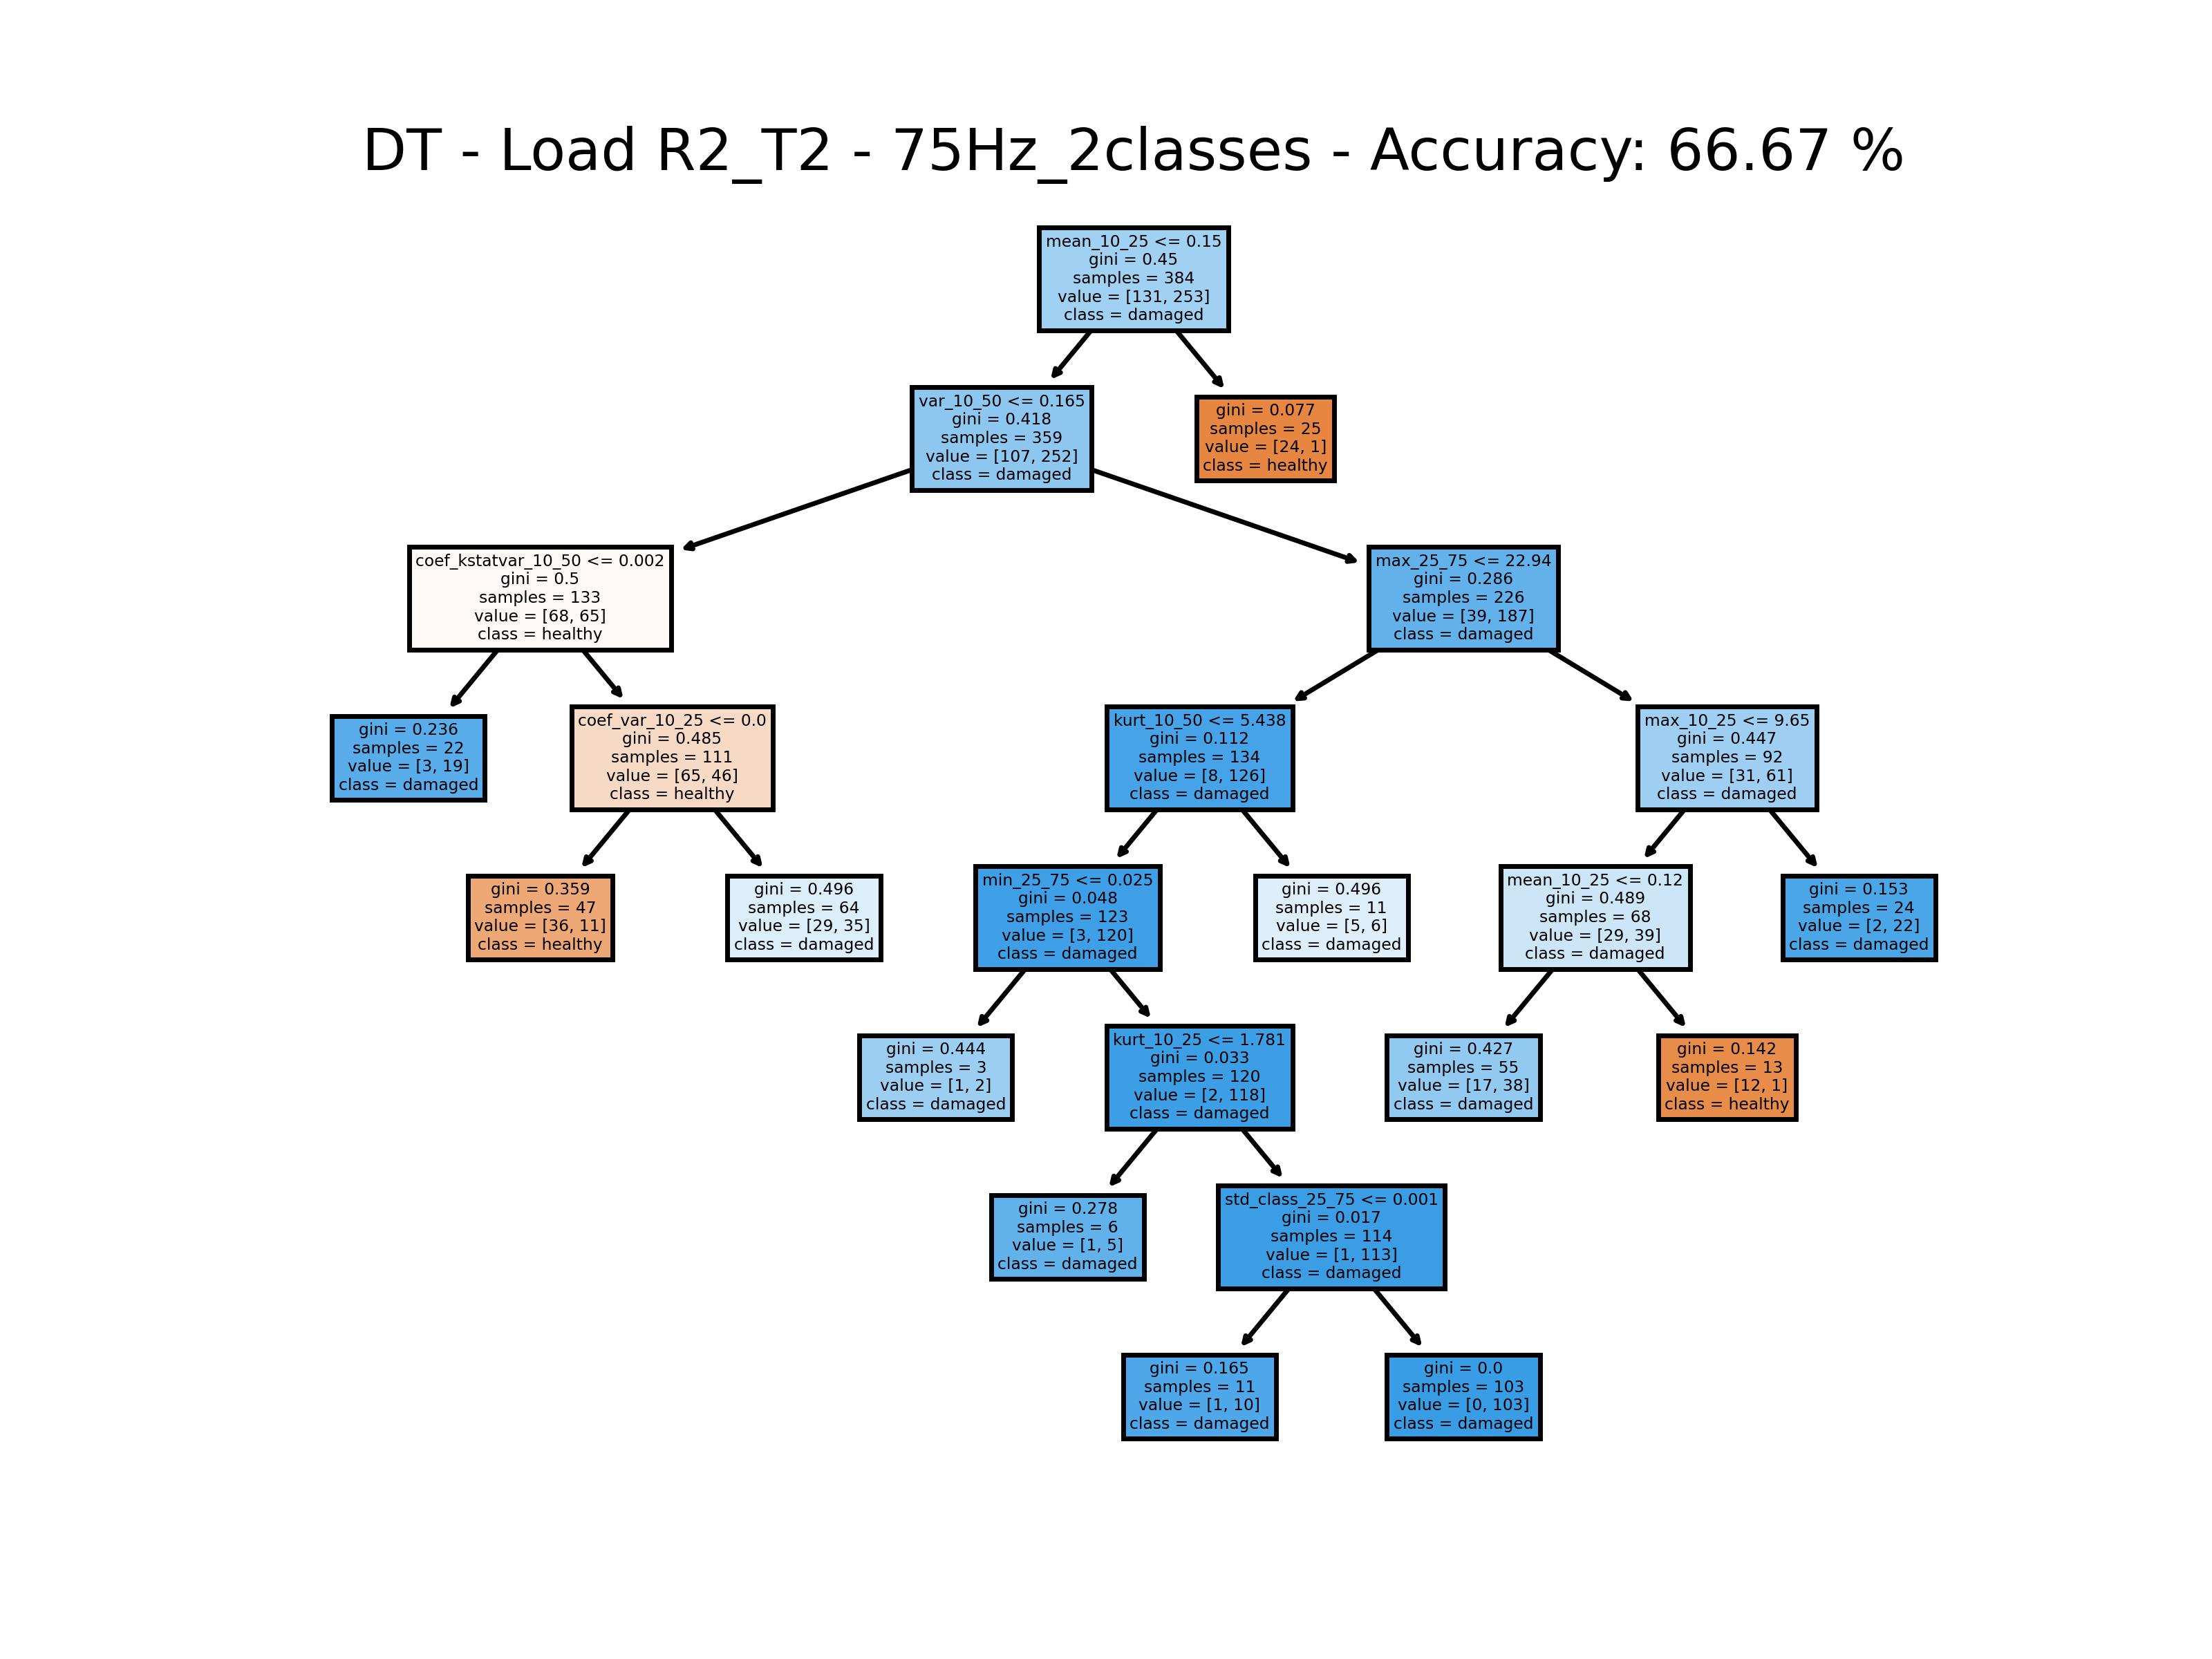 DT - Load R2_T2 - 75Hz_2classes - Accuracy: 66.67 %
mean_10_25 <= 0.15
gini = 0.45
samples = 384
value = [131, 253]
class = damaged
var_10_50 <= 0.165
gini = 0.418
samples = 359
value = [107, 252]
class = damaged
gini = 0.077
samples = 25
value = [24, 1]
class = healthy
coef_kstatvar_10_50 <= 0.002
gini = 0.5
samples = 133
value = [68, 65]
class = healthy
max_25_75 <= 22.94
gini = 0.286
samples = 226
value = [39, 187]
class = damaged
gini = 0.236
samples = 22
value = [3, 19]
class = damaged
coef_var_10_25 <= 0.0
gini = 0.485
samples = 111
value = [65, 46]
class = healthy
kurt_10_50 <= 5.438
gini = 0.112
samples = 134
value = [8, 126]
class = damaged
max_10_25 <= 9.65
gini = 0.447
samples = 92
value = [31, 61]
class = damaged
gini = 0.359
samples = 47
value = [36, 11]
class = healthy
gini = 0.496
samples = 64
value = [29, 35]
class = damaged
min_25_75 <= 0.025
gini = 0.048
samples = 123
value = [3, 120]
class = damaged
gini = 0.496
samples = 11
value = [5, 6]
class = damaged
mean_10_25 <= 0.12
gini = 0.489
samples = 68
value = [29, 39]
class = damaged
gini = 0.153
samples = 24
value = [2, 22]
class = damaged
gini = 0.444
samples = 3
value = [1, 2]
class = damaged
kurt_10_25 <= 1.781
gini = 0.033
samples = 120
value = [2, 118]
class = damaged
gini = 0.427
samples = 55
value = [17, 38]
class = damaged
gini = 0.142
samples = 13
value = [12, 1]
class = healthy
gini = 0.278
samples = 6
value = [1, 5]
class = damaged
std_class_25_75 <= 0.001
gini = 0.017
samples = 114
value = [1, 113]
class = damaged
gini = 0.165
samples = 11
value = [1, 10]
class = damaged
gini = 0.0
samples = 103
value = [0, 103]
class = damaged